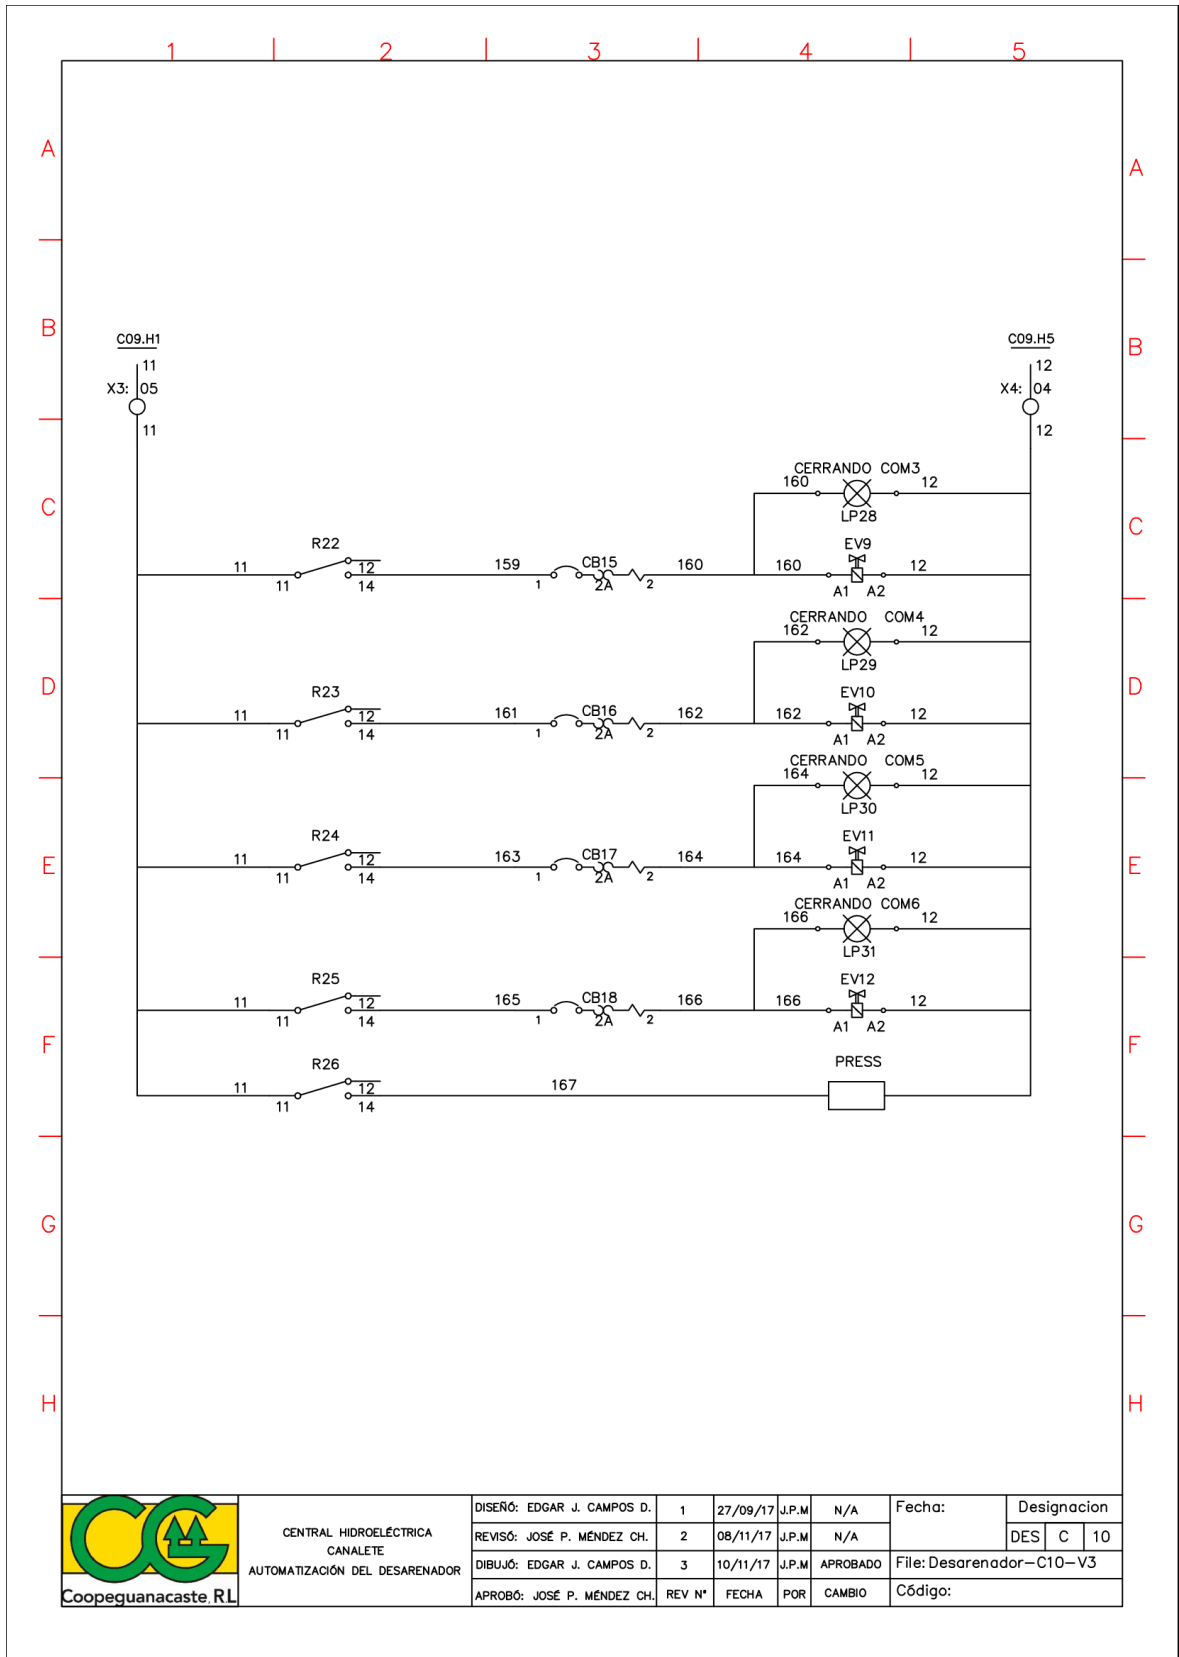 1 2 3 4 5
A A
B B
C09.H1 C09.H5
11 12
X3: 05 X4: 04
11 12
CERRANDO COM3
160 12
C C
LP28
R22 EV9
11 12 159 CB15 160 160 12
11 14 1 2A 2 A1 A2
CERRANDO COM4
162 12
LP29
D D
R23 EV10
11 12 161 CB16 162 162 12
11 14 1 2A 2 A1 A2
CERRANDO COM5
164 12
LP30
R24 EV11
E E
11 12 163 CB17 164 164 12
11 14 1 2A 2 A1 A2
CERRANDO COM6
166 12
LP31
R25 EV12
11 12 165 CB18 166 166 12
11 14 1 2A 2 A1 A2
F F
R26 PRESS
11 12 167
11 14
G G
H H
CG
Coopeguanacaste, R.L
CENTRAL HIDROELÉCTRICA
CANALETE
AUTOMATIZACIÓN DEL DESARENADOR
DISEÑÓ: EDGAR J. CAMPOS D. 1 27/09/17 J.P.M N/A Fecha: Designacion
REVISÓ: JOSÉ P. MÉNDEZ CH. 2 08/11/17 J.P.M N/A DES C 10
DIBUJÓ: EDGAR J. CAMPOS D. 3 10/11/17 J.P.M APROBADO File: Desarenador-C10-V3
APROBÓ: JOSÉ P. MÉNDEZ CH. REV N° FECHA POR CAMBIO Código: